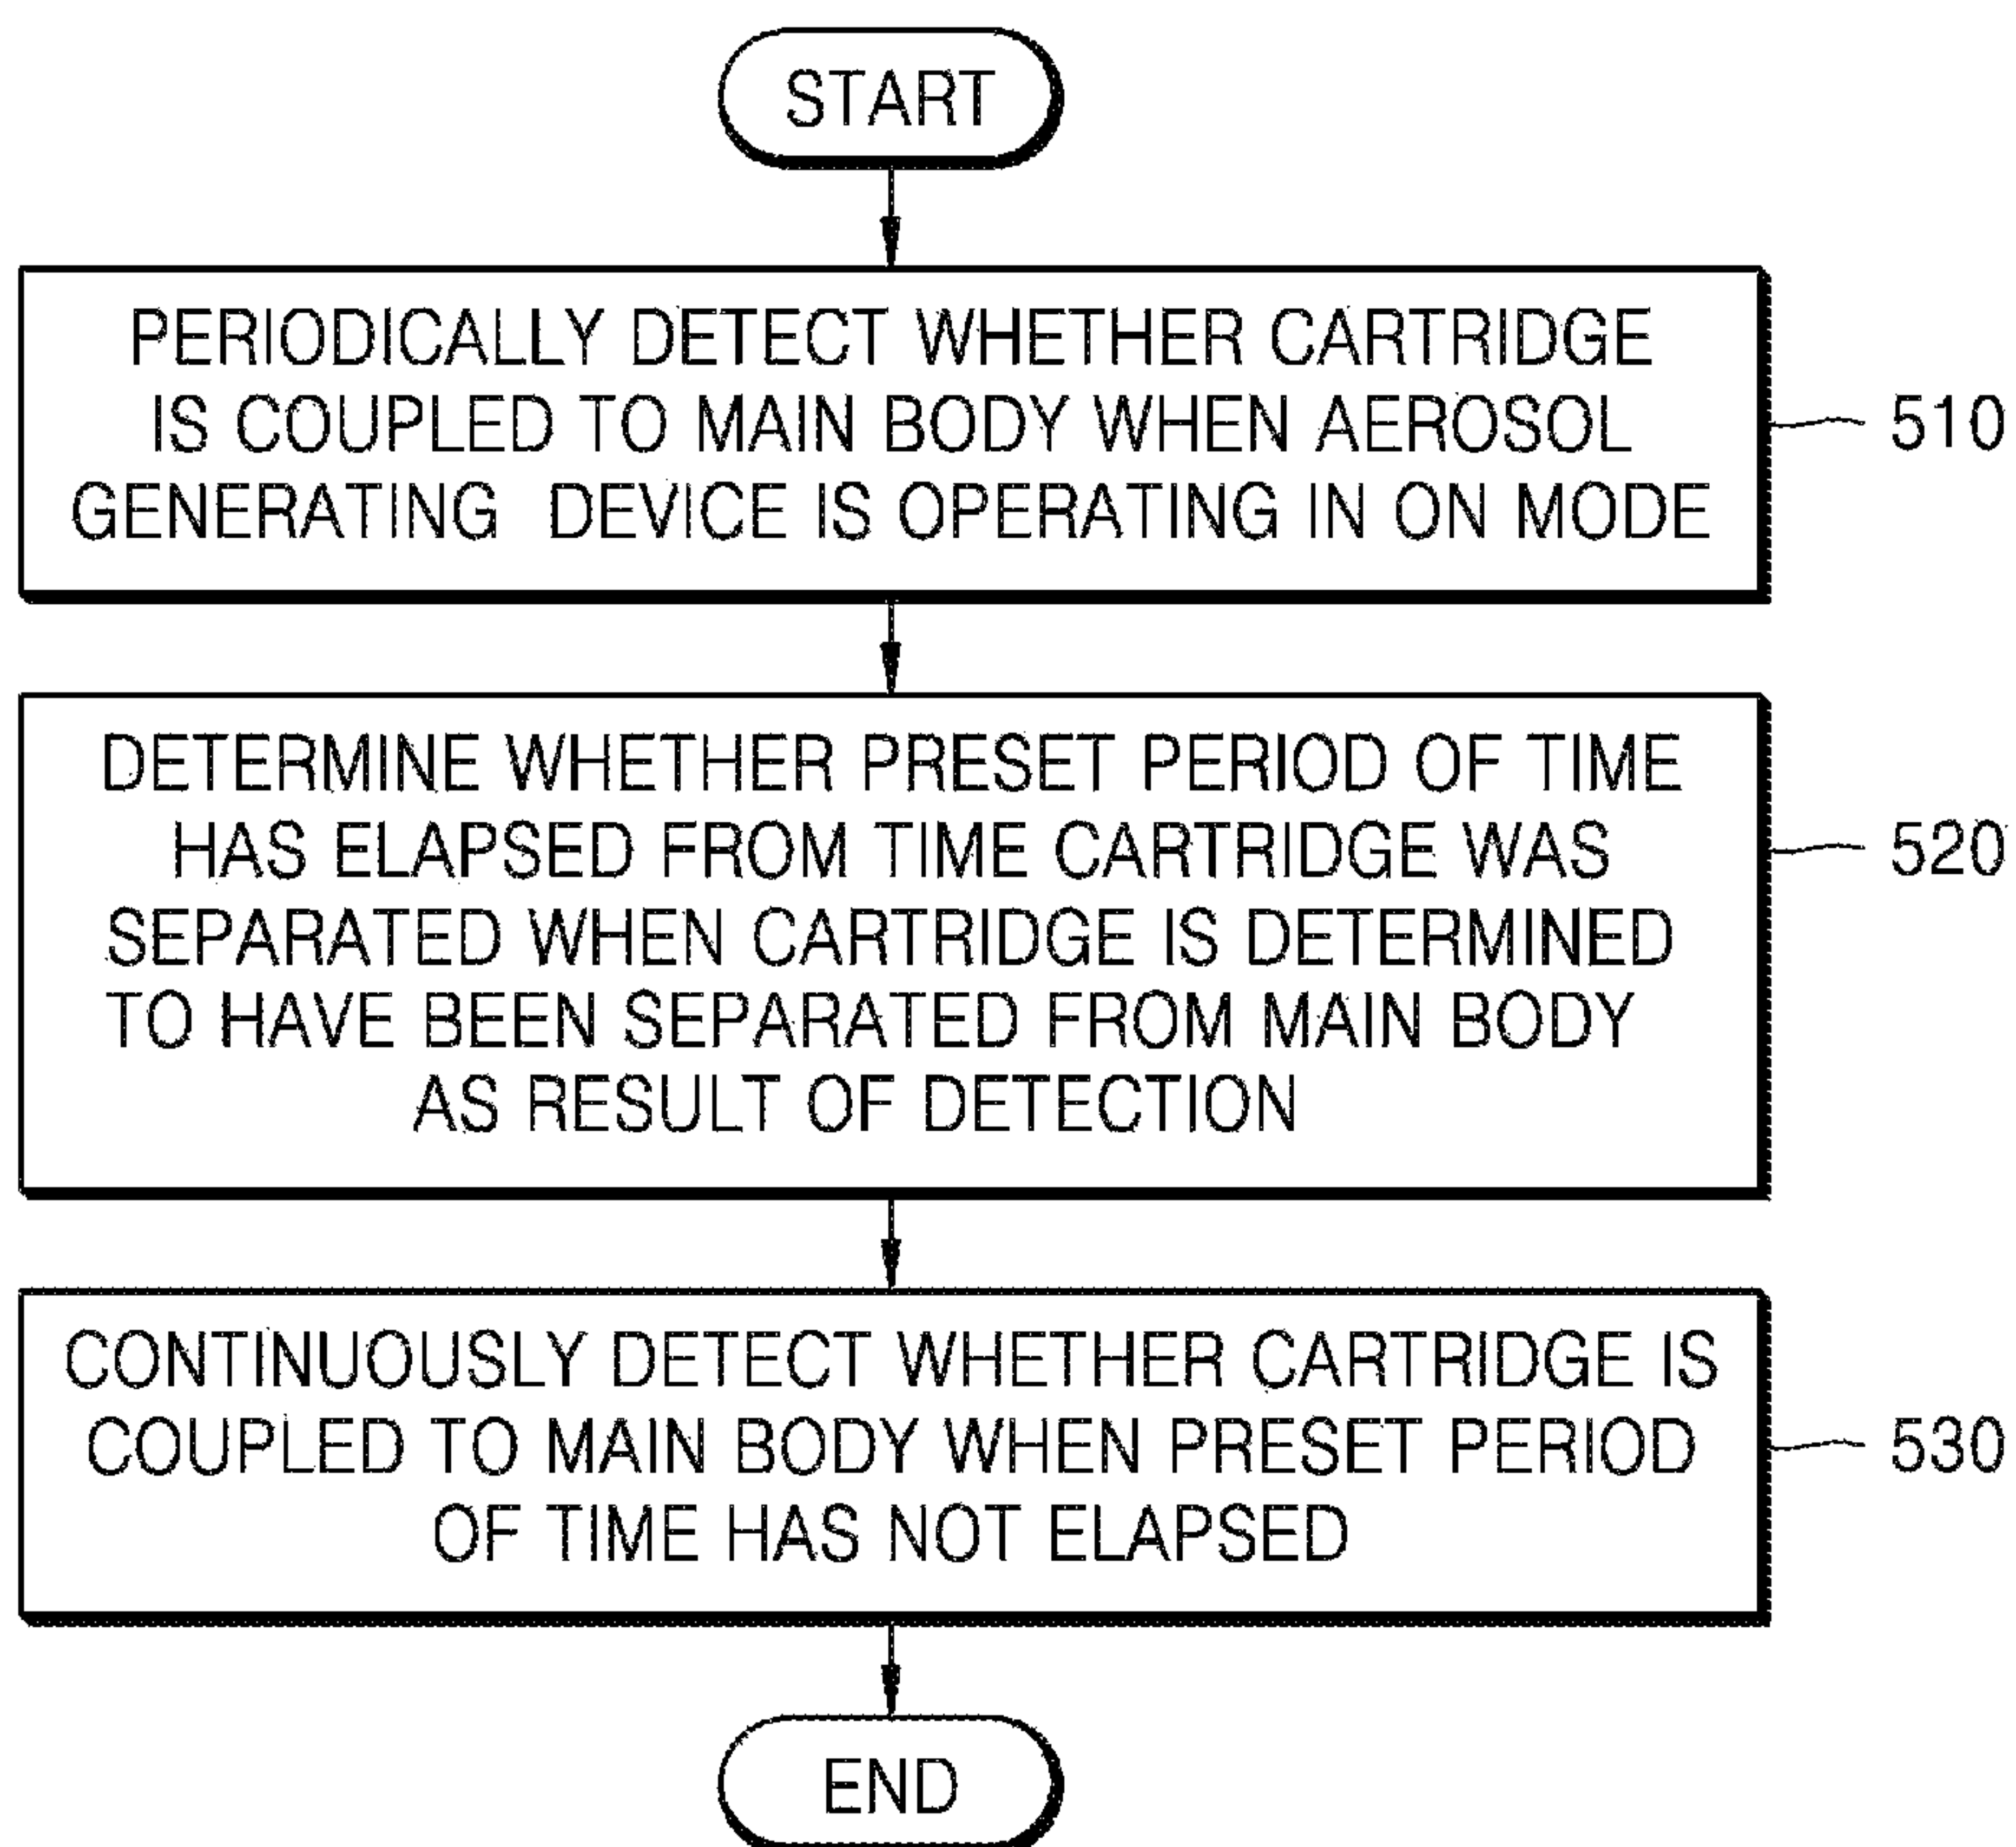 START
PERIODICALLY DETECT WHETHER CARTRIDGE
IS COUPLED TO MAIN BODY WHEN AEROSOL
GENERATING DEVICE IS OPERATING IN ON MODE
510
DETERMINE WHETHER PRESET PERIOD OF TIME
HAS ELAPSED FROM TIME CARTRIDGE WAS
SEPARATED WHEN CARTRIDGE IS DETERMINED
TO HAVE BEEN SEPARATED FROM MAIN BODY
AS RESULT OF DETECTION
520
CONTINUOUSLY DETECT WHETHER CARTRIDGE IS
COUPLED TO MAIN BODY WHEN PRESET PERIOD
OF TIME HAS NOT ELAPSED
530
END